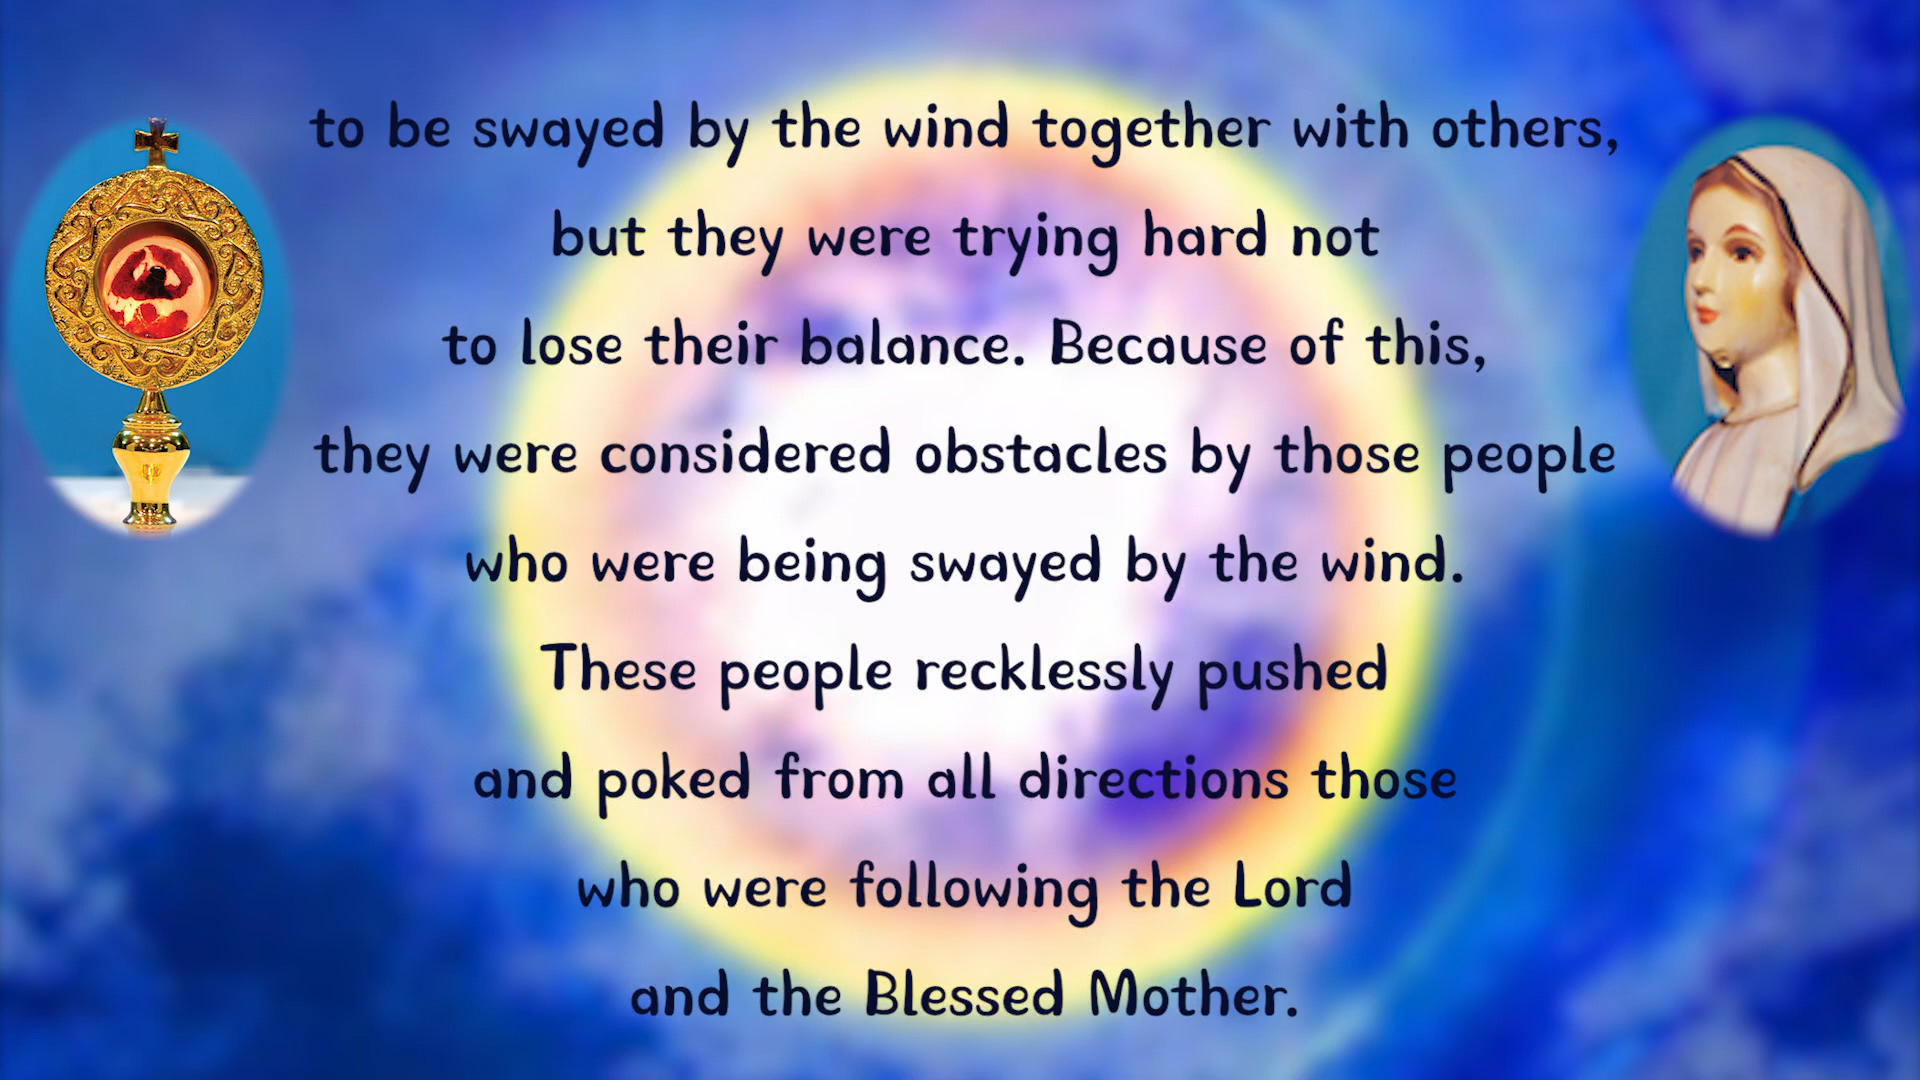 to be swayed by the wind together with others,
but they were trying hard not
to lose their balance. Because of this,
they were considered obstacles by those people
who were being swayed by the wind.
These people recklessly pushed
and poked from all directions those
who were following the Lord
and the Blessed Mother.